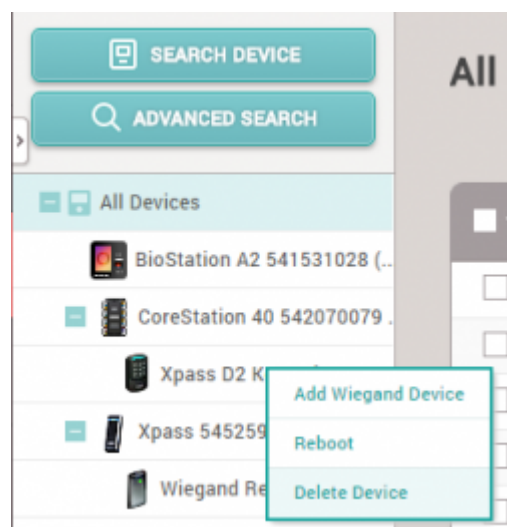 SEARCH DEVICE
ADVANCED SEARCH
All
All Devices
BioStation A2 541531028 (..
CoreStation 40 542070079 .
Xpass D2 K
Xpass 545259
Wiegand Re
Add Wiegand Device
Reboot
Delete Device